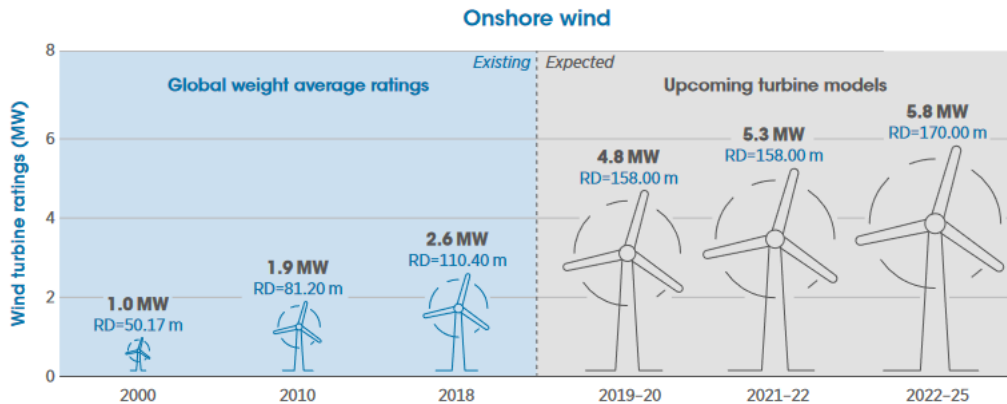 Onshore wind
Wind turbine ratings (MW)
8
6
4
2
0
Existing
Expected
Global weight average ratings
Upcoming turbine models
1.0 MW
RD=50.17 m
1.9 MW
RD=81.20 m
2.6 MW
RD=110.40 m
4.8 MW
RD=158.00 m
5.3 MW
RD=158.00 m
5.8 MW
RD=170.00 m
2000
2010
2018
2019–20
2021–22
2022–25